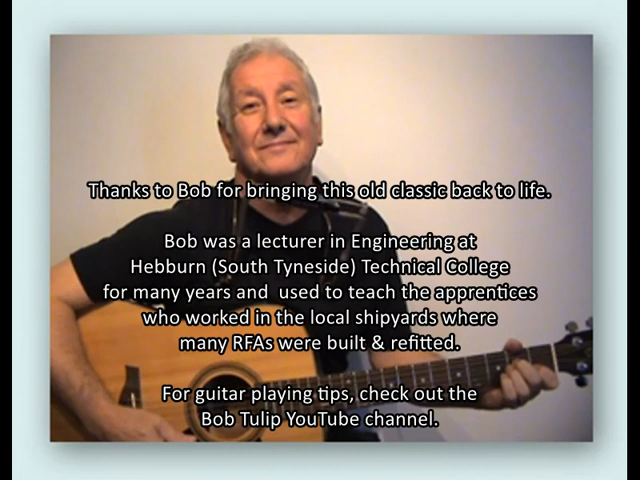 Thanks to Bob for bringing this old classic back to life.
Bob was a lecturer in Engineering at
Hebburn (South Tyneside) Technical College
for many years and  used to teach the apprentices
who worked in the local shipyards where
many RFAs were built & refitted.
For guitar playing tips, check out the
Bob Tulip YouTube channel.